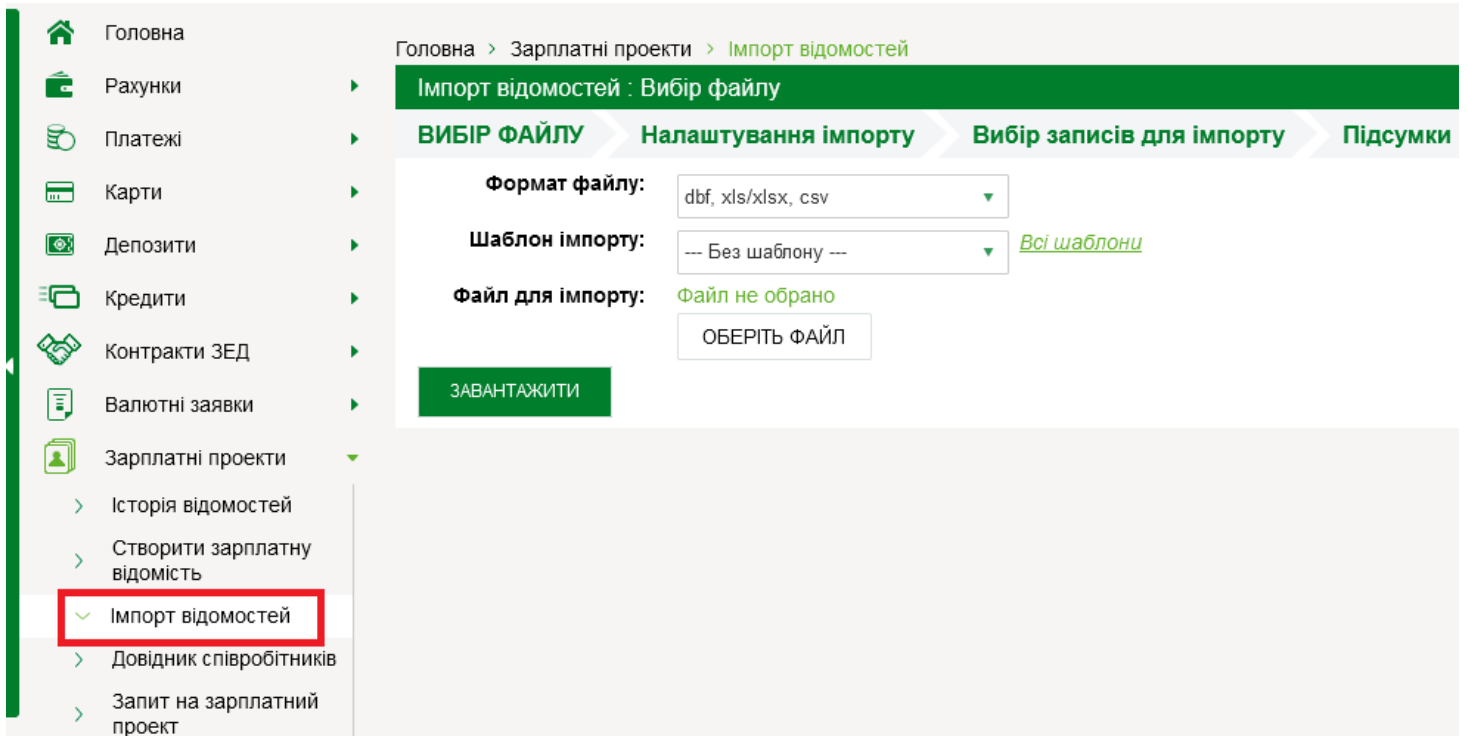 Головна
Рахунки
Платежі
Карти
Депозити
Кредити
Контракти ЗЕД
Валютні заявки
Зарплатні проекти
Історія відомостей
Створити зарплатну
відомість
Імпорт відомостей
Довідник співробітників
Запит на зарплатний
проект
Головна > Зарплатні проекти > Імпорт відомостей
Імпорт відомостей : Вибір файлу
ВИБІР ФАЙЛУ Налаштування імпорту Вибір записів для імпорту Підсумки
Формат файлу: dbf, xls/xlsx, csv
Шаблон імпорту: --- Без шаблону --- Всі шаблони
Файл для імпорту: Файл не обрано
ОБЕРІТЬ ФАЙЛ
ЗАВАНТАЖИТИ